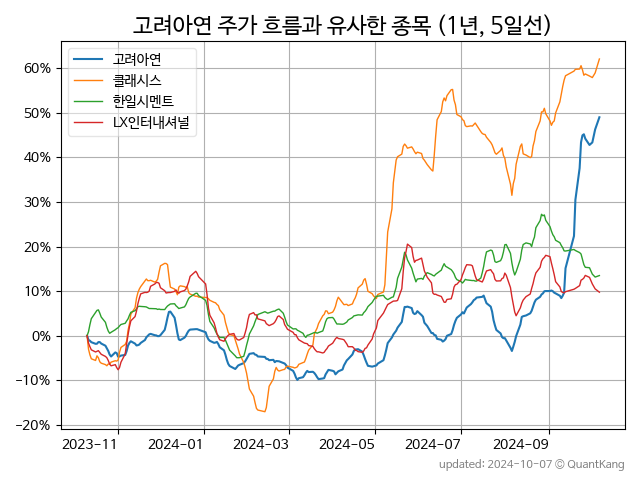 고려아연 주가 흐름과 유사한 종목 (1년, 5일선)
고려아연
클래시스
한일시멘트
LX인터내셔널
60%
50%
40%
30%
20%
10%
0%
−10%
−20%
2023-11 2024-01 2024-03 2024-05 2024-07 2024-09
updated: 2024-10-07 © QuantKang